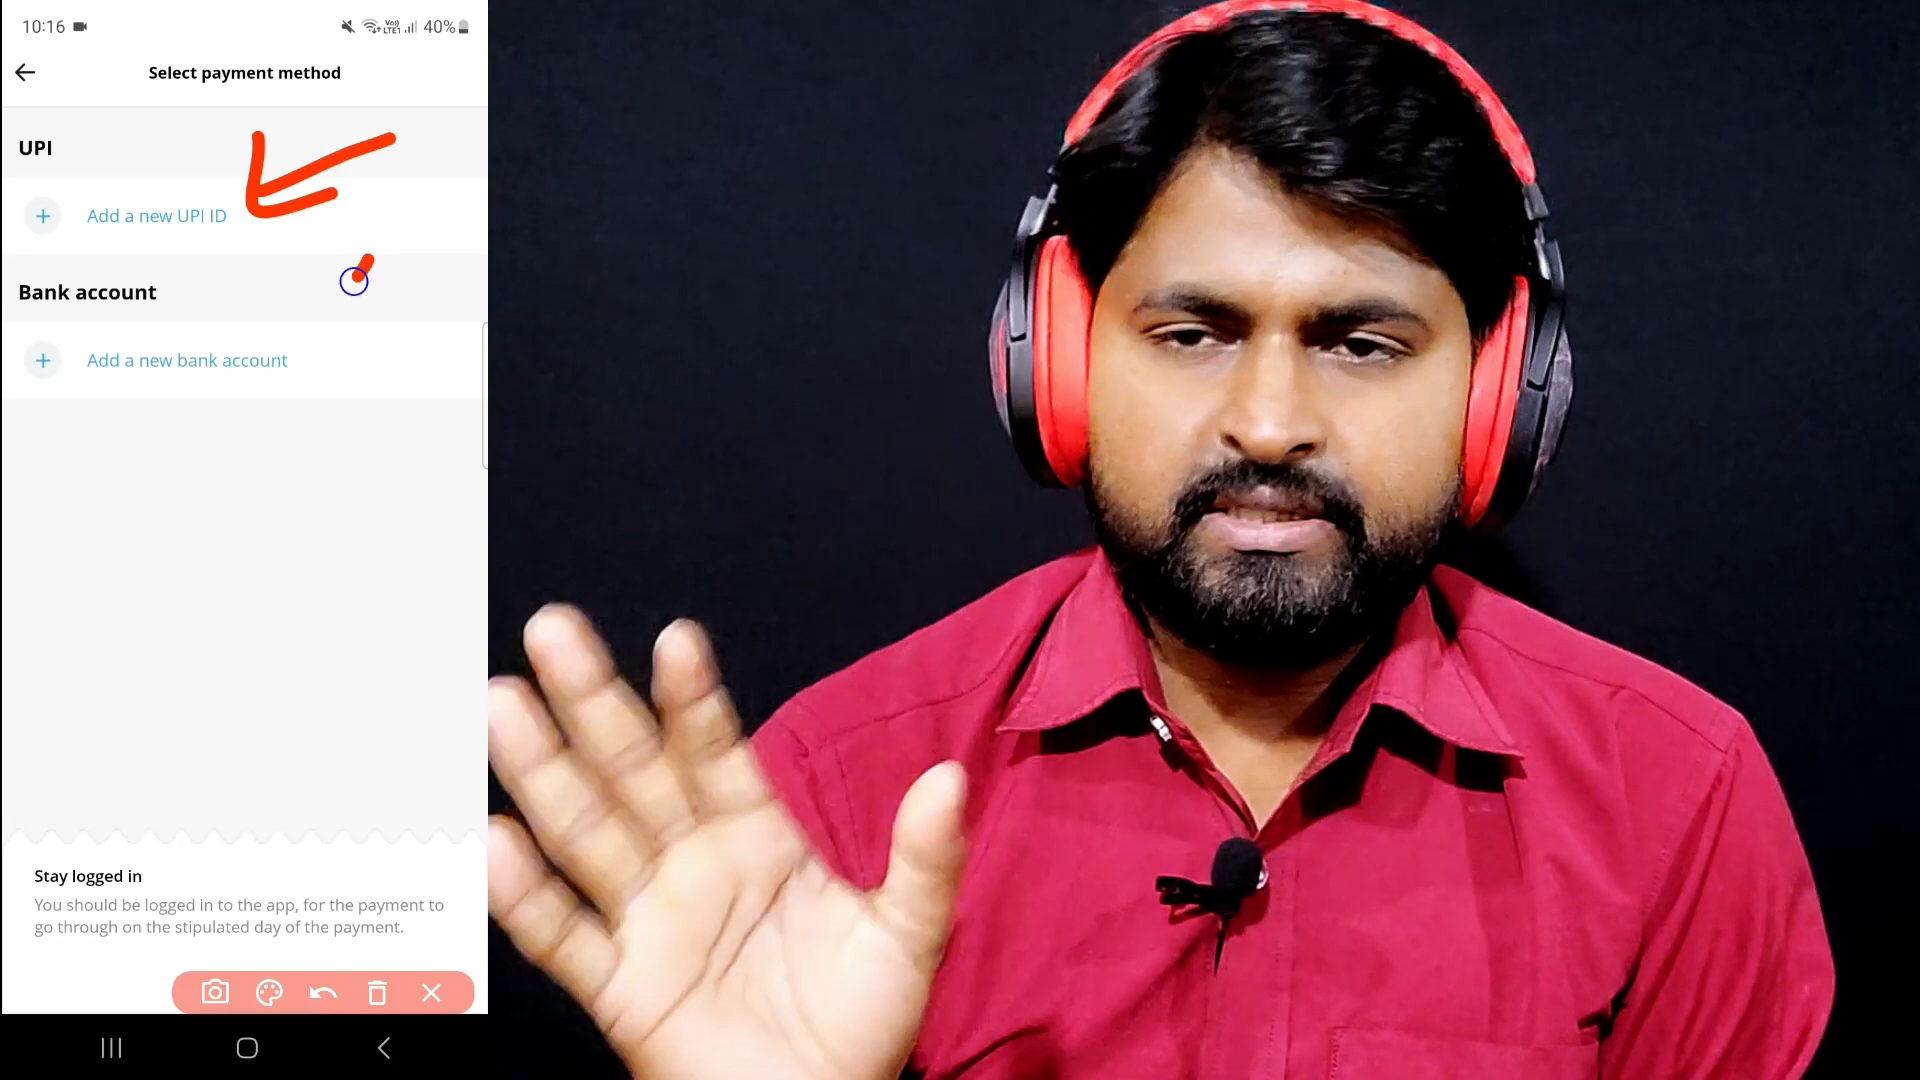 10:16 40%
Select payment method
UPI
Add a new UPI ID
Bank account
Add a new bank account
Stay logged in
You should be logged in to the app, for the payment to
go through on the stipulated day of the payment.